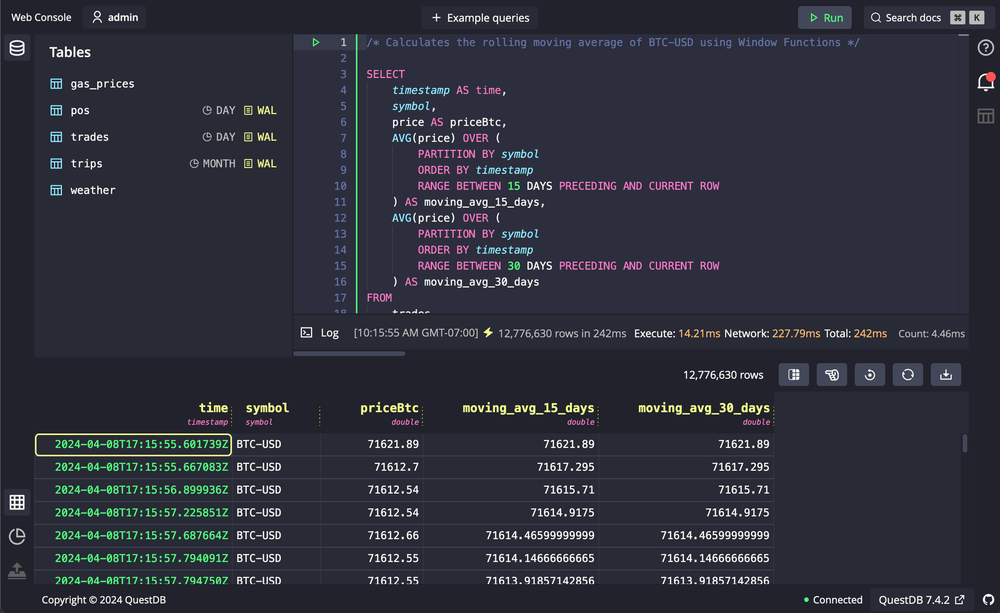 Web Console admin Example queries Run Search docs ⌘ K
Tables
gas_prices
pos DAY WAL
trades DAY WAL
trips MONTH WAL
weather
1 /* Calculates the rolling moving average of BTC-USD using Window Functions */
2
3 SELECT
4 timestamp AS time,
5 symbol,
6 price AS priceBtc,
7 AVG(price) OVER (
8 PARTITION BY symbol
9 ORDER BY timestamp
10 RANGE BETWEEN 15 DAYS PRECEDING AND CURRENT ROW
11 ) AS moving_avg_15_days,
12 AVG(price) OVER (
13 PARTITION BY symbol
14 ORDER BY timestamp
15 RANGE BETWEEN 30 DAYS PRECEDING AND CURRENT ROW
16 ) AS moving_avg_30_days
17 FROM
18 trades
Log [10:15:55 AM GMT-07:00] ⚡ 12,776,630 rows in 242ms Execute: 14.21ms Network: 227.79ms Total: 242ms Count: 4.46ms
12,776,630 rows
time symbol priceBtc moving_avg_15_days moving_avg_30_days
timestamp symbol double double double
2024-04-08T17:15:55.601739Z BTC-USD 71621.89 71621.89 71621.89
2024-04-08T17:15:55.667083Z BTC-USD 71612.7 71617.295 71617.295
2024-04-08T17:15:56.899936Z BTC-USD 71612.54 71615.71 71615.71
2024-04-08T17:15:57.225851Z BTC-USD 71612.54 71614.9175 71614.9175
2024-04-08T17:15:57.687664Z BTC-USD 71612.66 71614.46599999999 71614.46599999999
2024-04-08T17:15:57.794091Z BTC-USD 71612.55 71614.14666666665 71614.14666666665
2024-04-08T17:15:57.794750Z BTC-USD 71612.55 71613.91857142856 71613.91857142856
Copyright © 2024 QuestDB Connected QuestDB 7.4.2